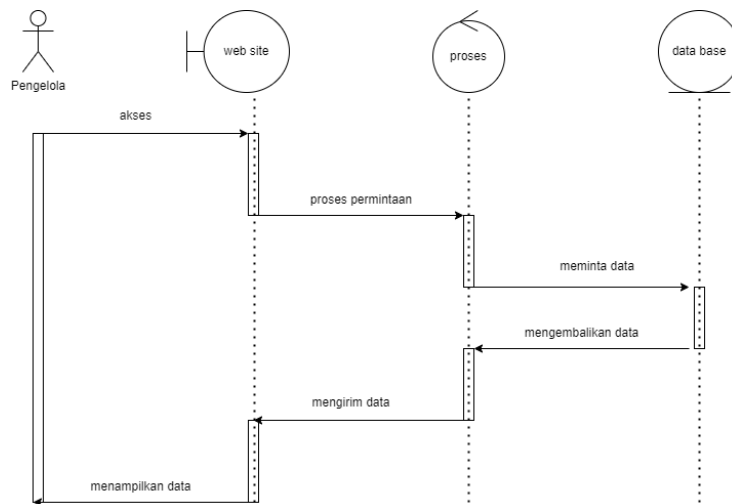 web site
proses
data base
Pengelola
akses
proses permintaan
meminta data
mengembalikan data
mengirim data
menampilkan data